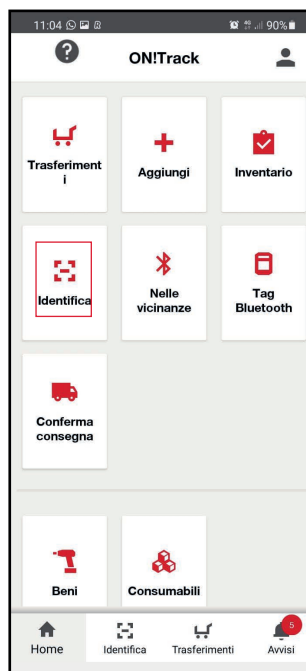 11:04 4G 90%
? ON!Track
Trasferiment
i
Aggiungi
Inventario
Identifica
Nelle
vicinanze
Tag
Bluetooth
Conferma
consegna
Beni
Consumabili
5
Home Identifica Trasferimenti Avvisi